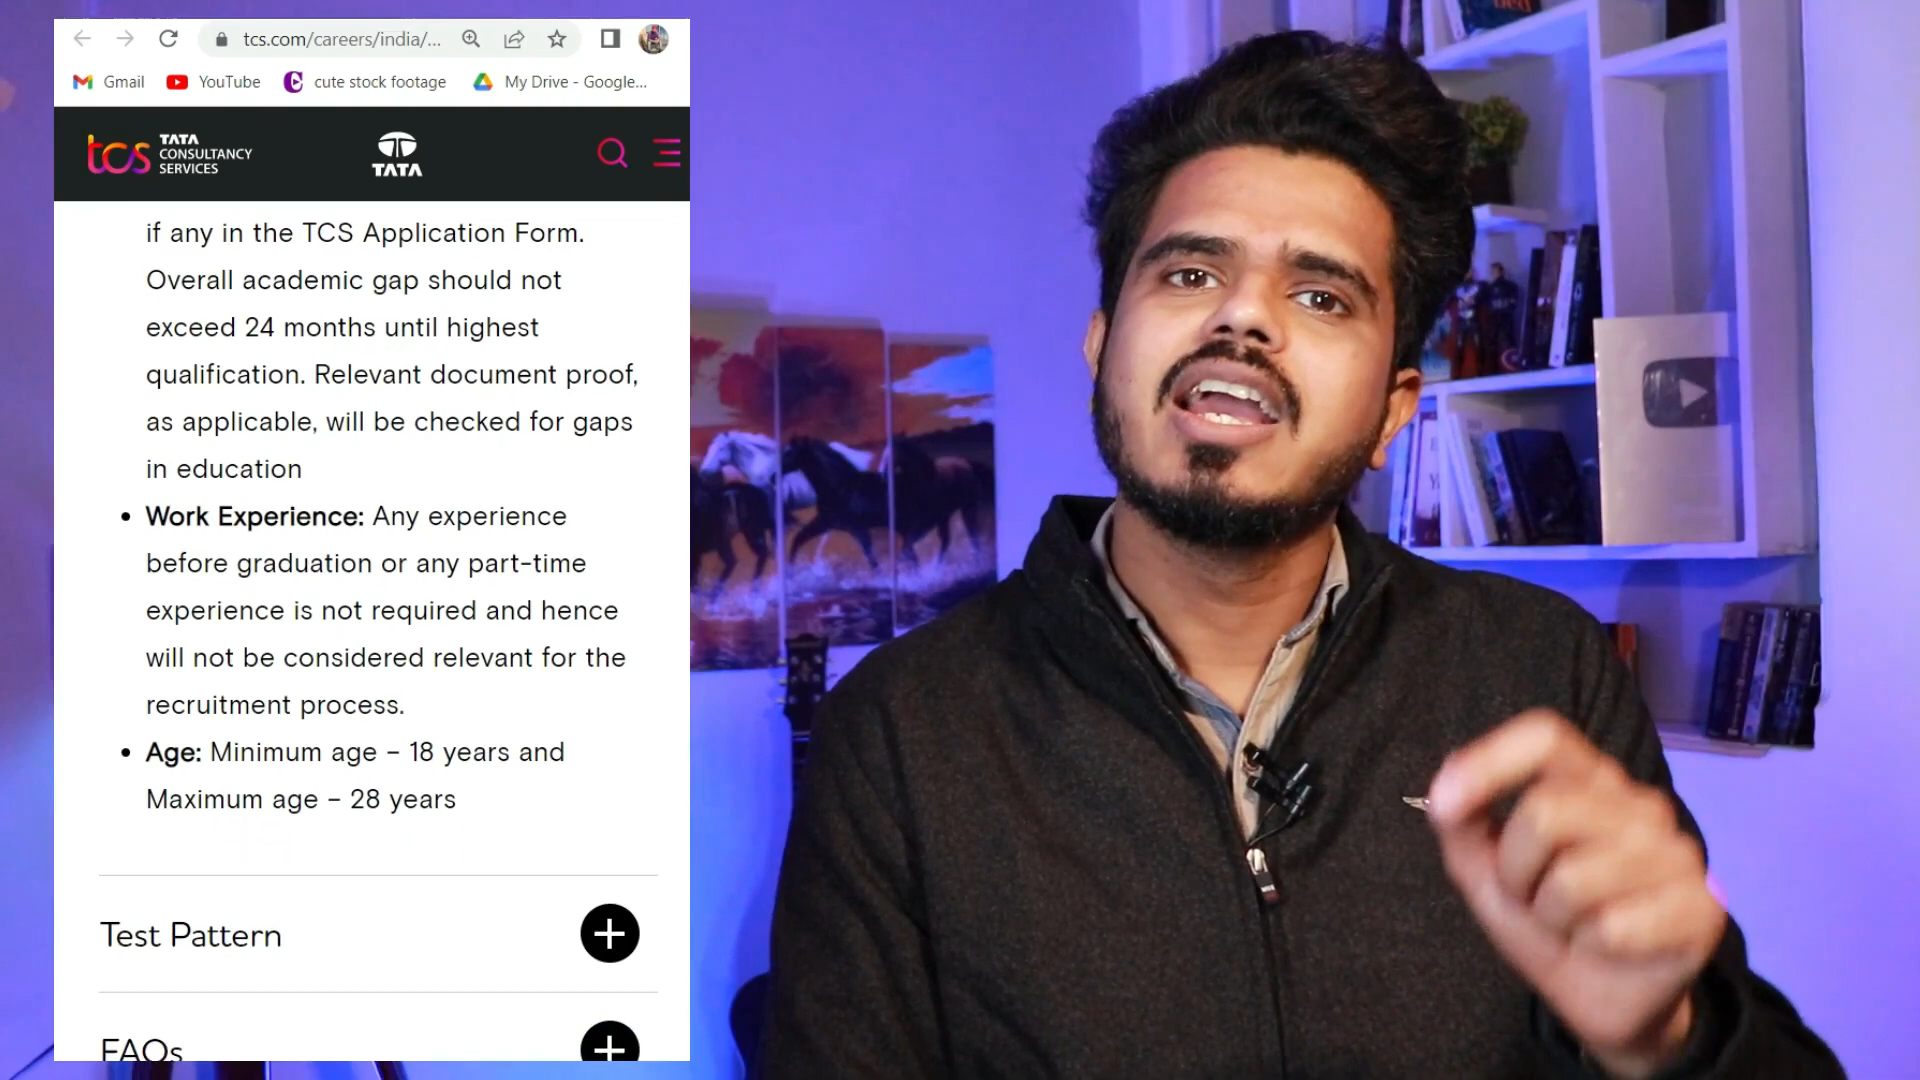 tcs.com/careers/india/...
Gmail
YouTube
cute stock footage
My Drive - Google...
tcs TATA CONSULTANCY SERVICES
TATA
if any in the TCS Application Form.
Overall academic gap should not
exceed 24 months until highest
qualification. Relevant document proof,
as applicable, will be checked for gaps
in education
Work Experience: Any experience
before graduation or any part-time
experience is not required and hence
will not be considered relevant for the
recruitment process.
Age: Minimum age – 18 years and
Maximum age – 28 years
Test Pattern
FAQs